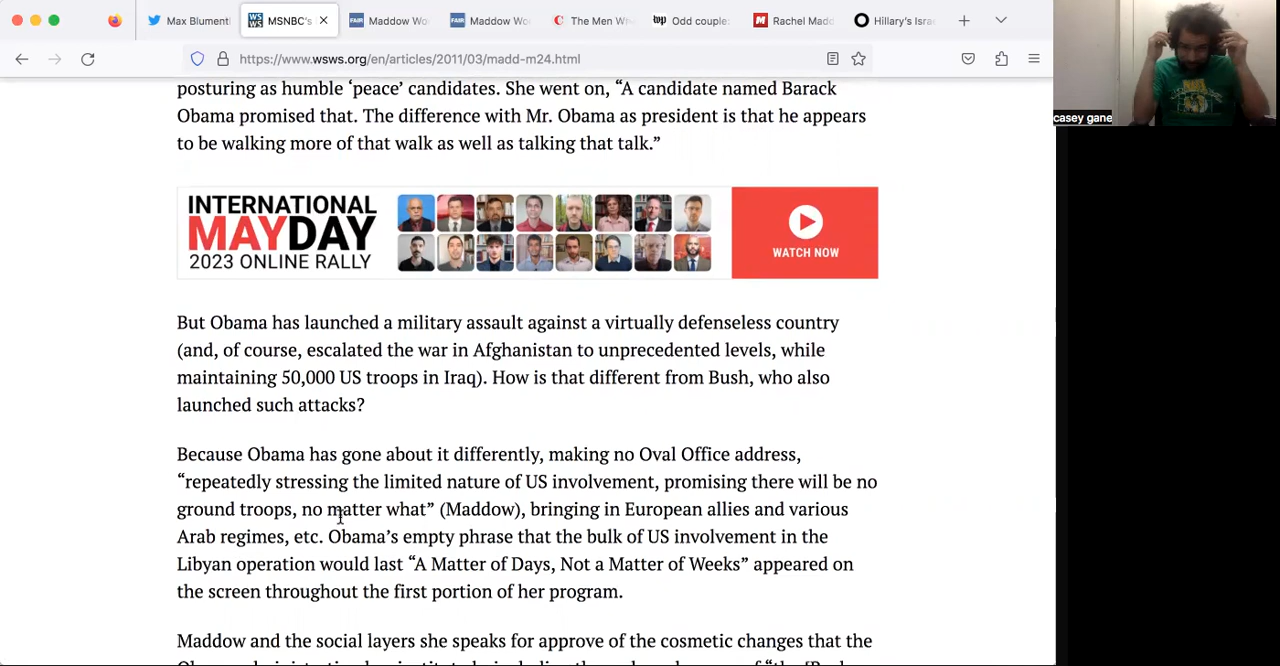 Max Blumenti
MSNBC's
Maddow Wo
Maddow Wo
The Men Wh
Odd couple:
Rachel Madd
Hillary's Isra
https://www.wsws.org/en/articles/2011/03/madd-m24.html
casey gane
posturing as humble ‘peace’ candidates. She went on, “A candidate named Barack
Obama promised that. The difference with Mr. Obama as president is that he appears
to be walking more of that walk as well as talking that talk.”
INTERNATIONAL
MAYDAY
2023 ONLINE RALLY
WATCH NOW
But Obama has launched a military assault against a virtually defenseless country
(and, of course, escalated the war in Afghanistan to unprecedented levels, while
maintaining 50,000 US troops in Iraq). How is that different from Bush, who also
launched such attacks?
Because Obama has gone about it differently, making no Oval Office address,
“repeatedly stressing the limited nature of US involvement, promising there will be no
ground troops, no matter what” (Maddow), bringing in European allies and various
Arab regimes, etc. Obama’s empty phrase that the bulk of US involvement in the
Libyan operation would last “A Matter of Days, Not a Matter of Weeks” appeared on
the screen throughout the first portion of her program.
Maddow and the social layers she speaks for approve of the cosmetic changes that the